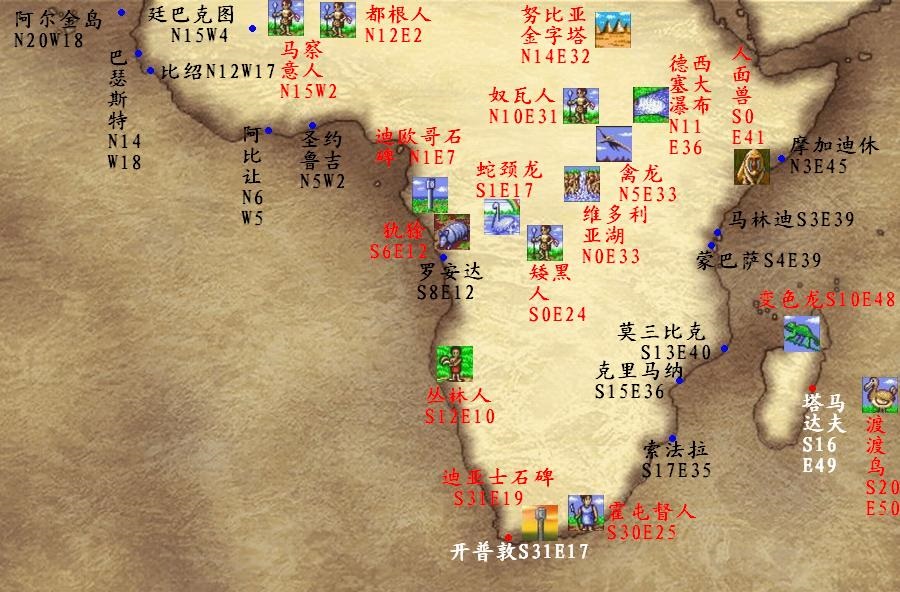 阿尔金岛
N20W18
廷巴克图
N15W4
都根人
N12E2
努比亚
金字塔
N14E32
巴
瑟
斯
特
N14
W18
比绍N12W17
马察
意人
N15W2
奴瓦人
N10E31
德西
塞大
瀑布
N11
E36
人
面
兽
S0
E41
摩加迪休
N3E45
阿
比
让
N6
W5
圣约
鲁吉
N5W2
迪欧哥石
碑 N1E7
蛇颈龙
S1E17
禽龙
N5E33
维多利
亚湖
N0E33
马林迪S3E39
蒙巴萨S4E39
犰狳
S6E12
罗安达
S8E12
矮黑
人
S0E24
变色龙S10E48
莫三比克
S13E40
克里马纳
S15E36
丛林人
S12E10
塔马
达夫
S16
E49
渡
渡
鸟
S20
E50
索法拉
S17E35
迪亚士石碑
S31E19
霍屯督人
S30E25
开普敦S31E17